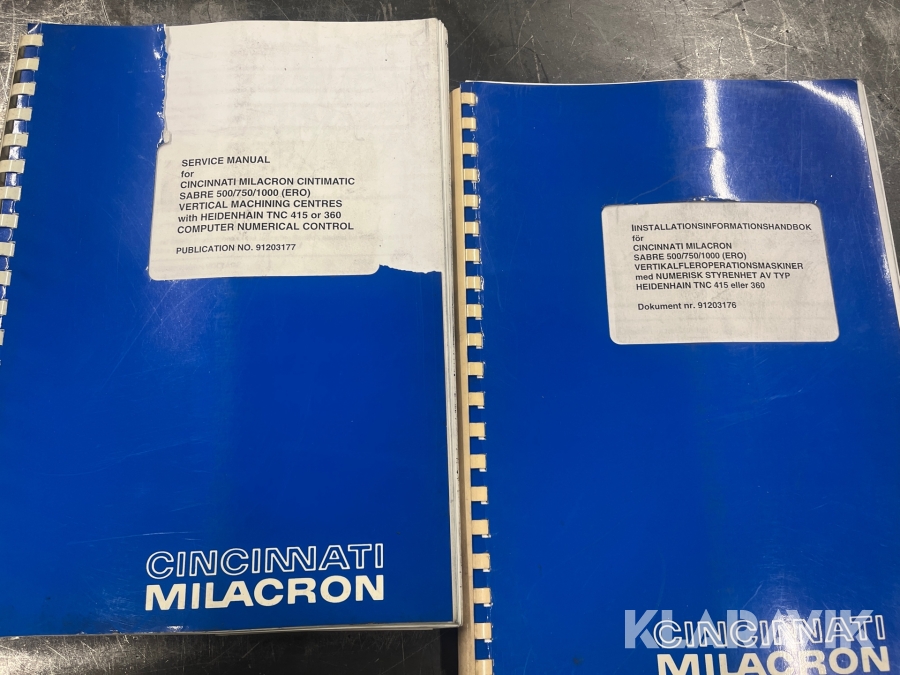 SERVICE MANUAL
for
CINCINNATI MILACRON CINTIMATIC
SABRE 500/750/1000 (ERO)
VERTICAL MACHINING CENTRES
with HEIDENHAIN TNC 415 or 360
COMPUTER NUMERICAL CONTROL
PUBLICATION NO. 91203177
CINCINNATI
MILACRON
IINSTALLATIONSINFORMATIONSHANDBOK
för
CINCINNATI MILACRON
SABRE 500/750/1000 (ERO)
VERTIKALFLEROPERATIONSMASKINER
med NUMERISK STYRENHET AV TYP
HEIDENHAIN TNC 415 eller 360
Dokument nr. 91203176
CINCINNATI
MILACRON
KLARAVIK